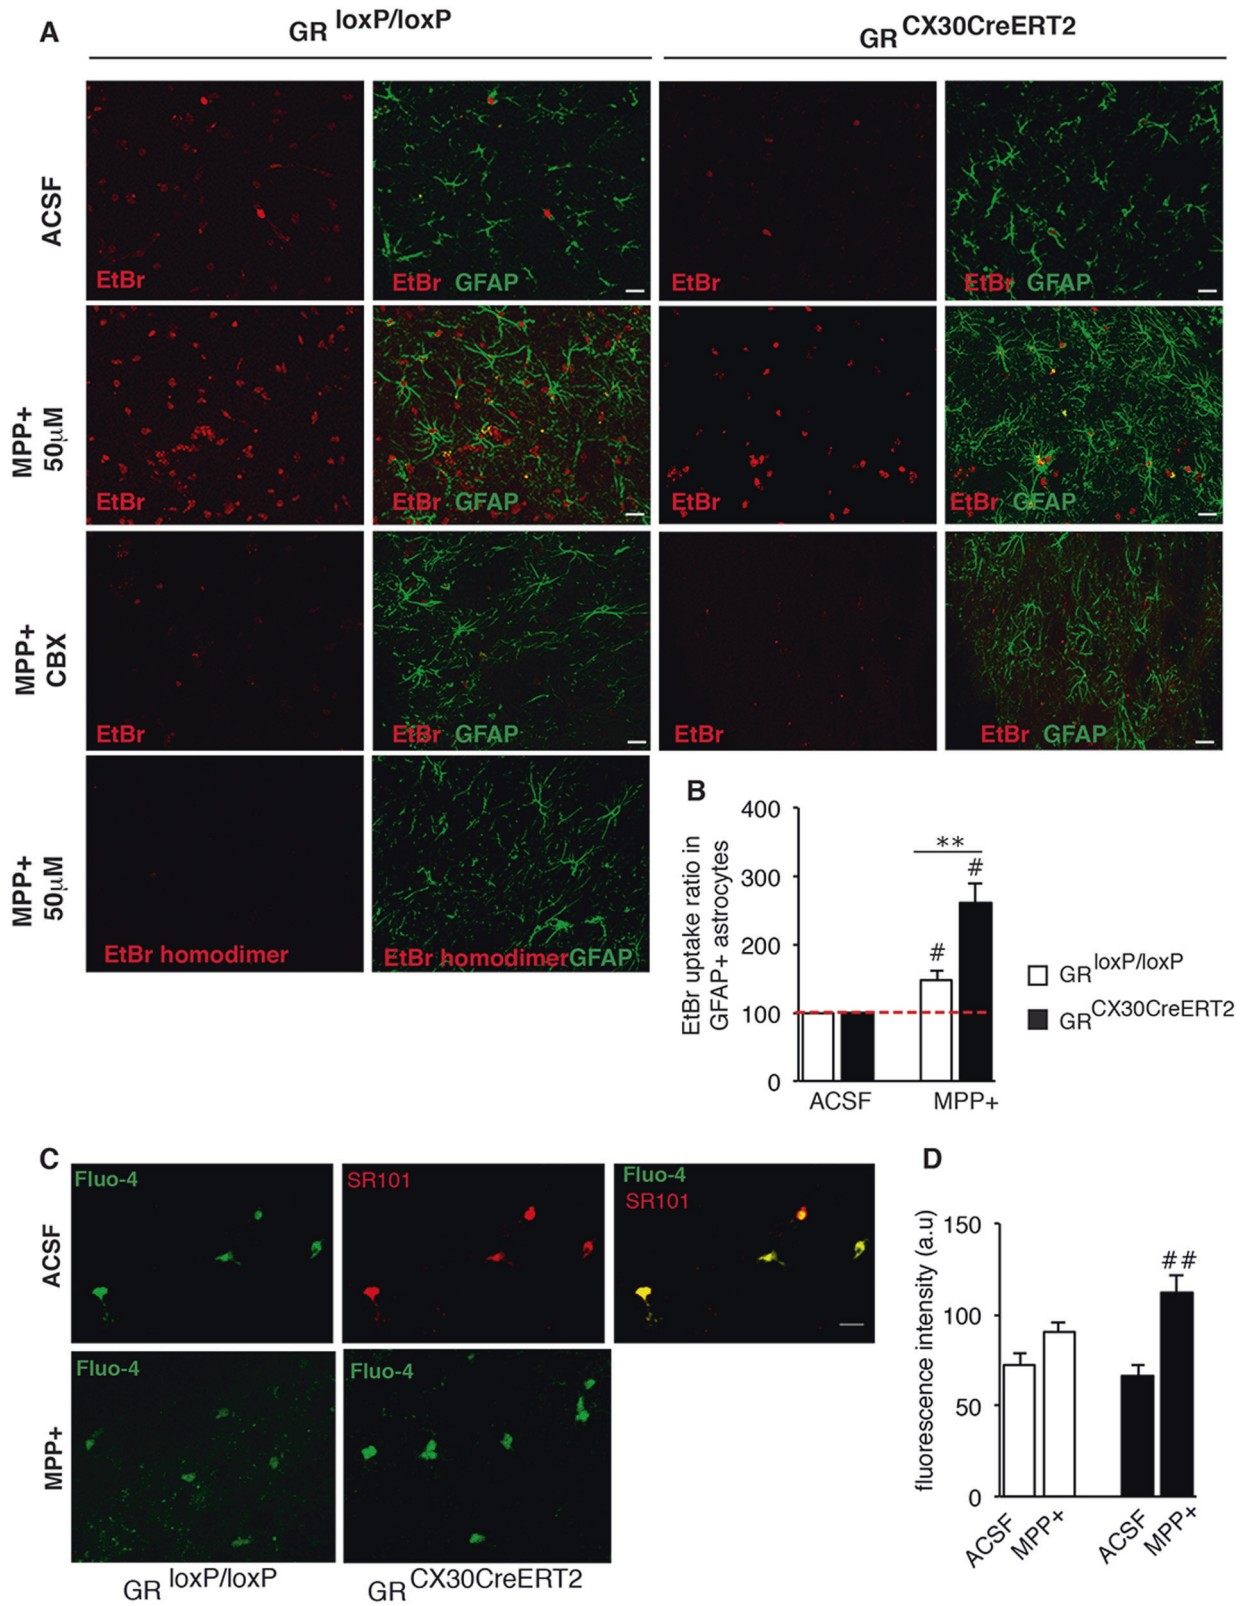 A
GR loxP/loxP
GR CX30CreERT2
ACSF
EtBr
EtBr GFAP
EtBr
EtBr GFAP
MPP+
50μM
EtBr
EtBr GFAP
EtBr
EtBr GFAP
MPP+
CBX
EtBr
EtBr GFAP
EtBr
EtBr GFAP
MPP+
50μM
EtBr homodimer
EtBr homodimerGFAP
B
EtBr uptake ratio in
GFAP+ astrocytes
400
300
200
100
0
**
#
#
ACSF
MPP+
GR loxP/loxP
GR CX30CreERT2
C
ACSF
Fluo-4
SR101
Fluo-4
SR101
MPP+
Fluo-4
Fluo-4
GR loxP/loxP
GR CX30CreERT2
D
fluorescence intensity (a.u)
150
100
50
0
##
ACSF
MPP+
ACSF
MPP+